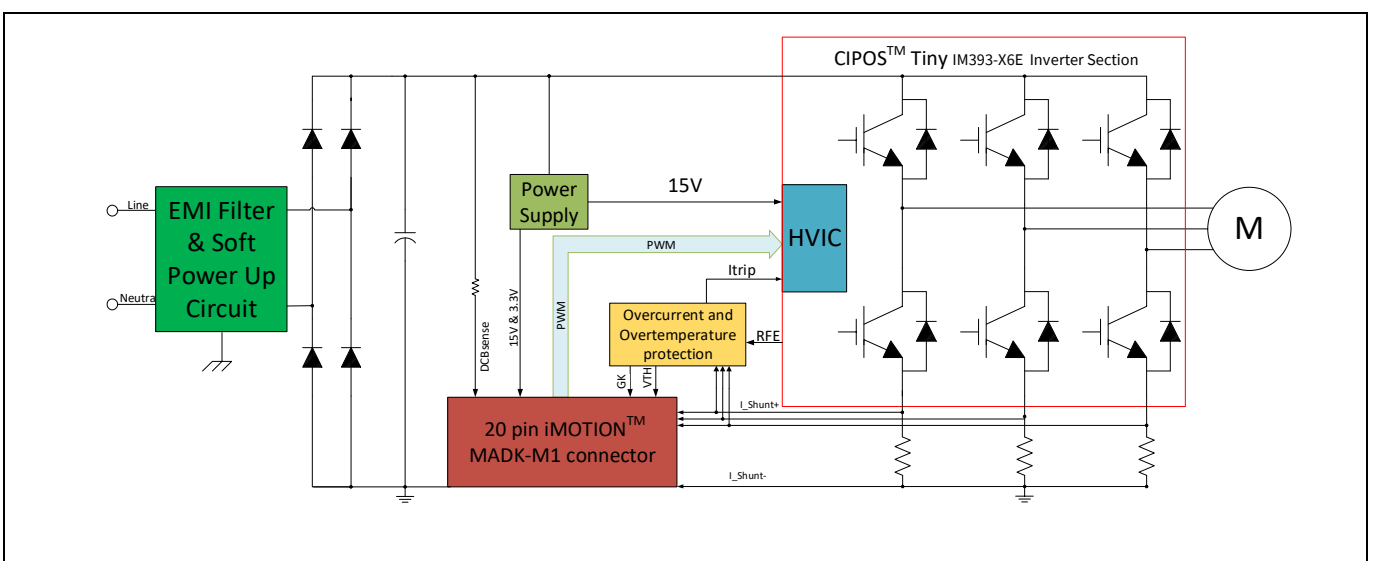 CIPOS™ Tiny IM393-X6E Inverter Section
Line
Neutra
EMI Filter
& Soft
Power Up
Circuit
Power
Supply
15V
HVIC
M
PWM
Itrip
DCBsense
15V & 3.3V
PWM
Overcurrent and
Overtemperature
protection
RFE
GK
VTH
20 pin iMOTION™
MADK-M1 connector
I_Shunt+
I_Shunt-